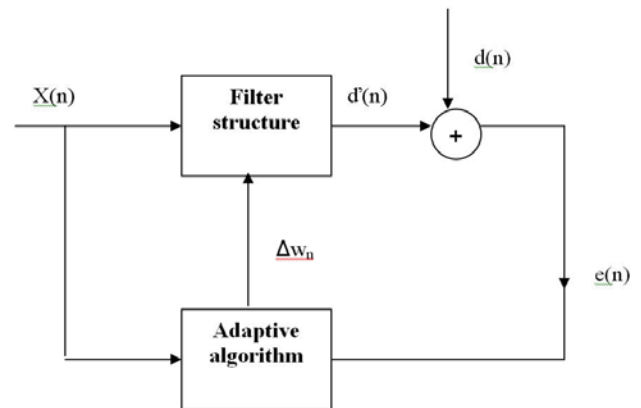 d(n)
X(n)
Filter
structure
d'(n)
+
Δwn
e(n)
Adaptive
algorithm